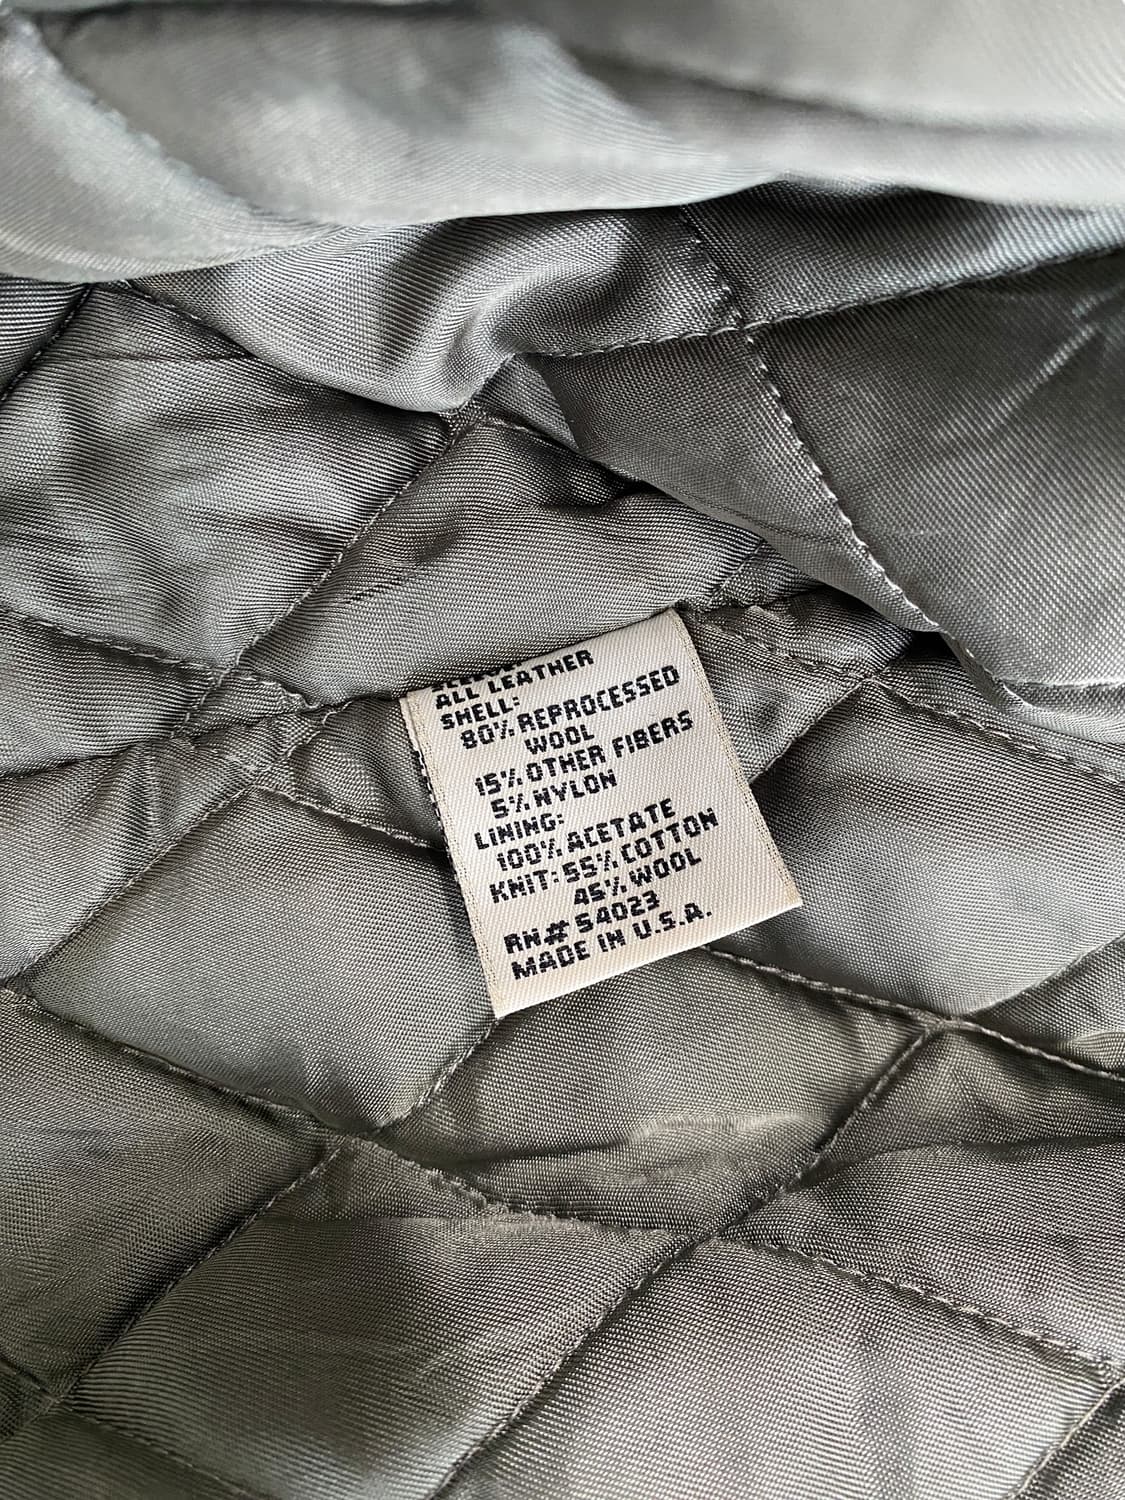 ALL LEATHER
SHELL:
80% REPROCESSED
WOOL
15% OTHER FIBERS
5% NYLON
LINING:
100% ACETATE
KNIT: 55% COTTON
45% WOOL
RN# 54023
MADE IN U.S.A.